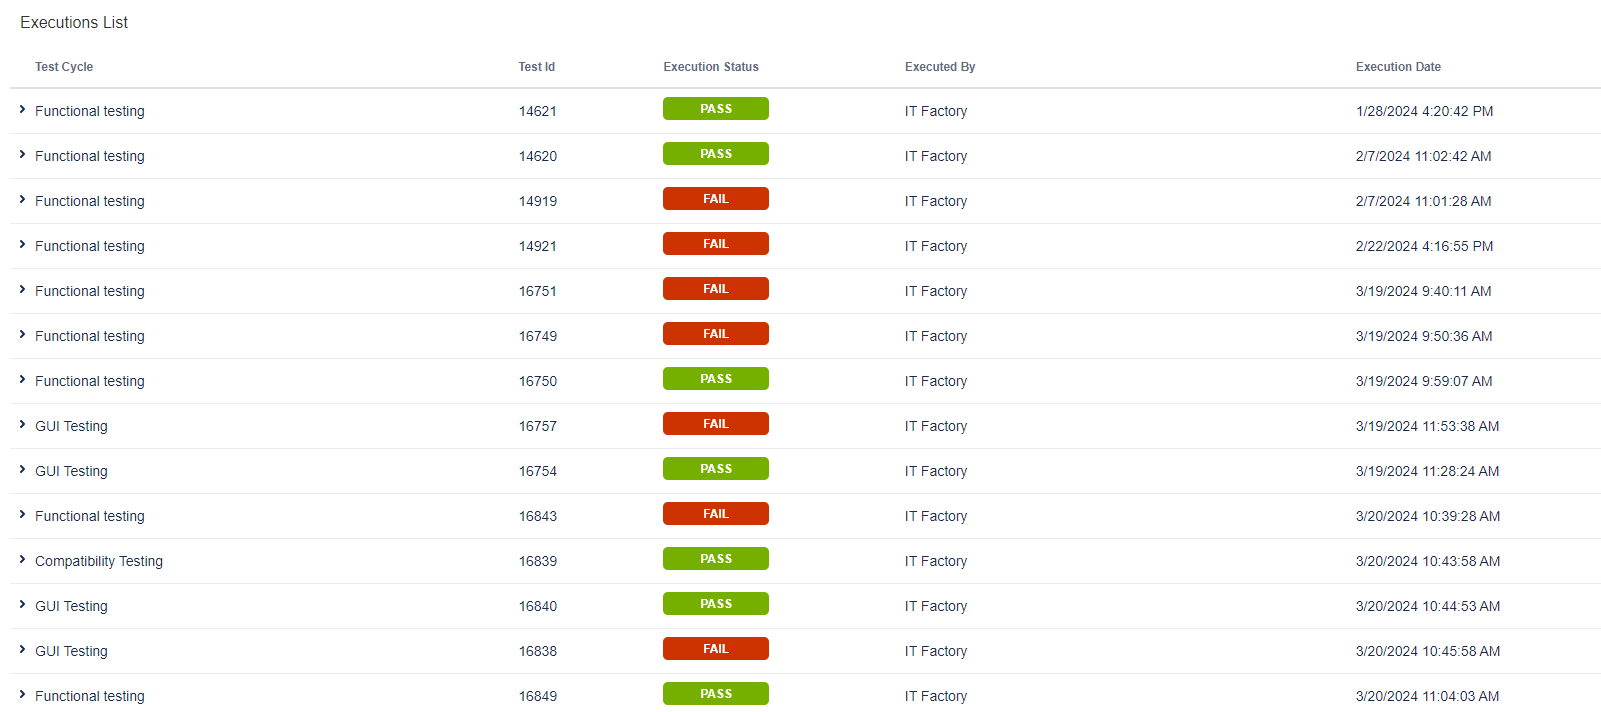 Executions List
Test Cycle Test Id Execution Status Executed By Execution Date
Functional testing 14621 PASS IT Factory 1/28/2024 4:20:42 PM
Functional testing 14620 PASS IT Factory 2/7/2024 11:02:42 AM
Functional testing 14919 FAIL IT Factory 2/7/2024 11:01:28 AM
Functional testing 14921 FAIL IT Factory 2/22/2024 4:16:55 PM
Functional testing 16751 FAIL IT Factory 3/19/2024 9:40:11 AM
Functional testing 16749 FAIL IT Factory 3/19/2024 9:50:36 AM
Functional testing 16750 PASS IT Factory 3/19/2024 9:59:07 AM
GUI Testing 16757 FAIL IT Factory 3/19/2024 11:53:38 AM
GUI Testing 16754 PASS IT Factory 3/19/2024 11:28:24 AM
Functional testing 16843 FAIL IT Factory 3/20/2024 10:39:28 AM
Compatibility Testing 16839 PASS IT Factory 3/20/2024 10:43:58 AM
GUI Testing 16840 PASS IT Factory 3/20/2024 10:44:53 AM
GUI Testing 16838 FAIL IT Factory 3/20/2024 10:45:58 AM
Functional testing 16849 PASS IT Factory 3/20/2024 11:04:03 AM